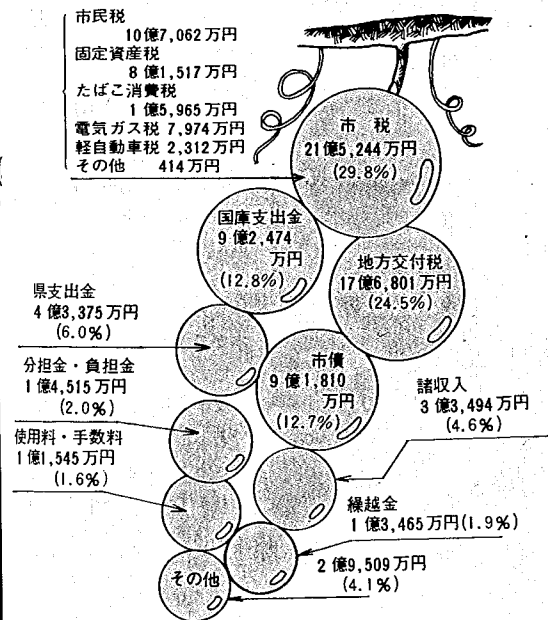 市民税
10億7,062万円
固定資産税
8億1,517万円
たばこ消費税
1億5,965万円
電気ガス税 7,974万円
軽自動車税 2,312万円
その他 414万円
市税
21億5,244万円
(29.8%)
国庫支出金
9億2,474
万円
(12.8%)
地方交付税
17億6,801万円
(24.5%)
県支出金
4億3,375万円
(6.0%)
市債
9億1,810
万円
(12.7%)
分担金・負担金
1億4,515万円
(2.0%)
諸収入
3億3,494万円
(4.6%)
使用料・手数料
1億1,545万円
(1.6%)
繰越金
1億3,465万円(1.9%)
2億9,509万円
(4.1%)
その他